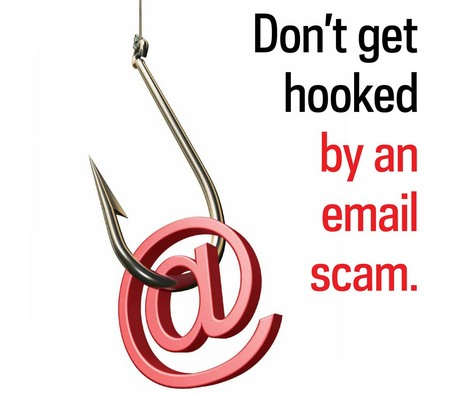 Don't get
hooked
by an
email
scam.
@